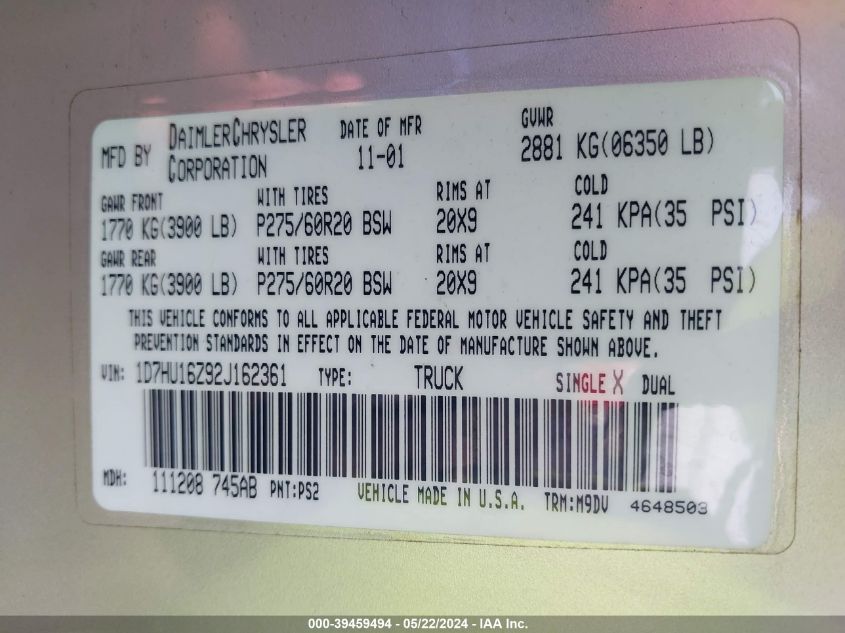 MFD BY DAIMLERCHRYSLER CORPORATION
DATE OF MFR 11-01
GVWR 2881 KG(06350 LB)
GAWR FRONT WITH TIRES RIMS AT COLD
1770 KG(3900 LB) P275/60R20 BSW 20X9 241 KPA(35 PSI)
GAWR REAR WITH TIRES RIMS AT COLD
1770 KG(3900 LB) P275/60R20 BSW 20X9 241 KPA(35 PSI)
THIS VEHICLE CONFORMS TO ALL APPLICABLE FEDERAL MOTOR VEHICLE SAFETY AND THEFT
PREVENTION STANDARDS IN EFFECT ON THE DATE OF MANUFACTURE SHOWN ABOVE.
VIN: 1D7HU16Z92J162361 TYPE: TRUCK SINGLE X DUAL
MDH: 111208 745AB PNT:PS2 VEHICLE MADE IN U.S.A. TRM:M9DV 4648503
000-39459494 - 05/22/2024 - IAA Inc.